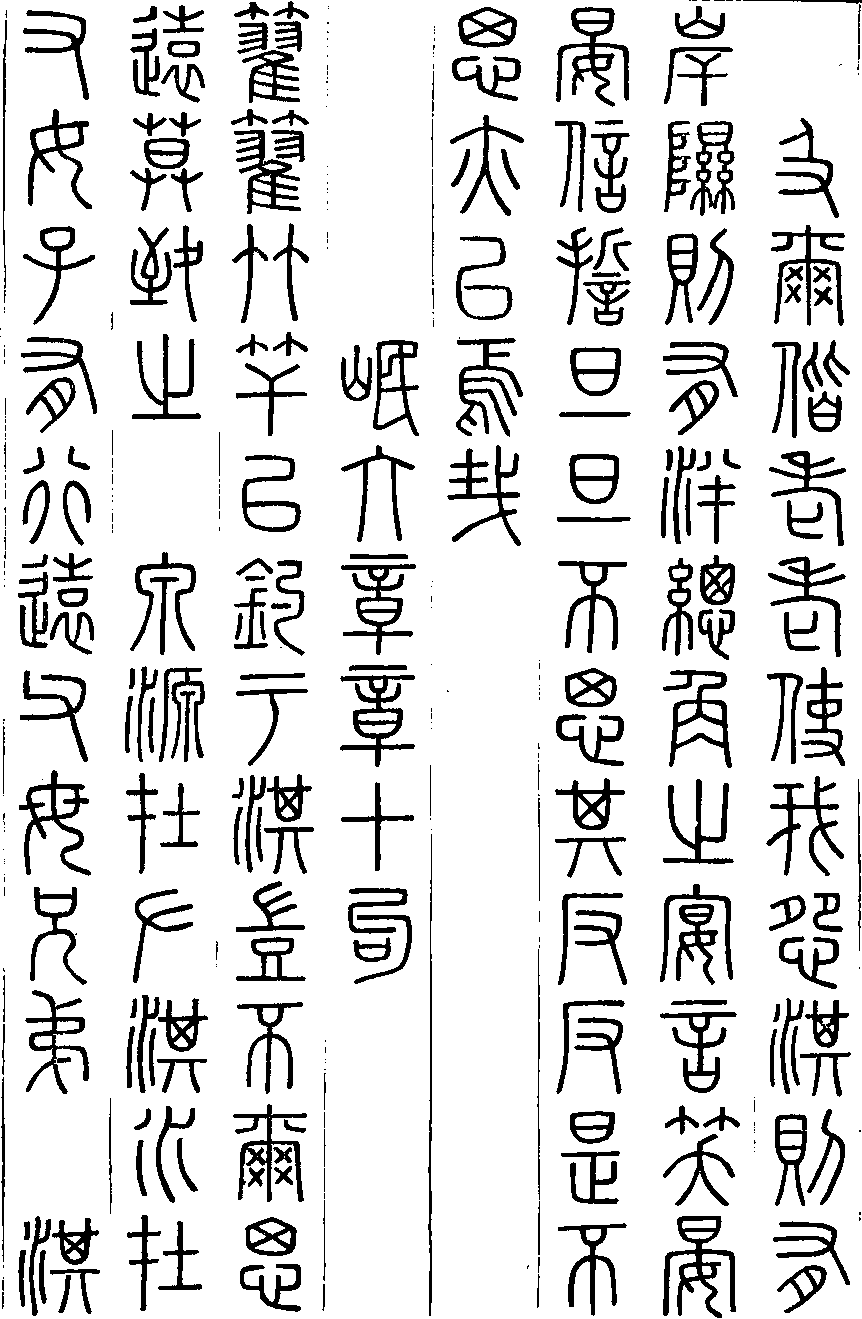 及爾偕老老使我怨淇則有
岸隰則有泮總角之宴言笑晏
晏信誓旦旦不思其反反是不
思亦已焉哉
岷六章章十句
籊籊竹竿以釣于淇豈不爾思
遠莫致之　泉源在左淇水在
右女子有行遠父母兄弟　淇